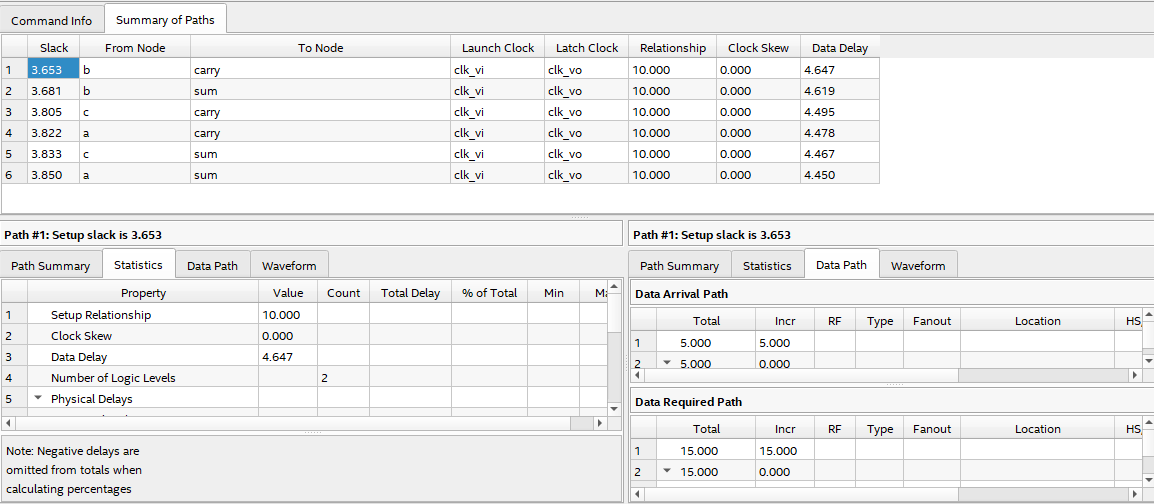 Command Info Summary of Paths
Slack From Node To Node Launch Clock Latch Clock Relationship Clock Skew Data Delay
1 3.653 b carry clk_vi clk_vo 10.000 0.000 4.647
2 3.681 b sum clk_vi clk_vo 10.000 0.000 4.619
3 3.805 c carry clk_vi clk_vo 10.000 0.000 4.495
4 3.822 a carry clk_vi clk_vo 10.000 0.000 4.478
5 3.833 c sum clk_vi clk_vo 10.000 0.000 4.467
6 3.850 a sum clk_vi clk_vo 10.000 0.000 4.450
Path #1: Setup slack is 3.653
Path Summary Statistics Data Path Waveform
Property Value Count Total Delay % of Total Min
1 Setup Relationship 10.000
2 Clock Skew 0.000
3 Data Delay 4.647
4 Number of Logic Levels 2
5 Physical Delays
Note: Negative delays are
omitted from totals when
calculating percentages
Path #1: Setup slack is 3.653
Path Summary Statistics Data Path Waveform
Data Arrival Path
Total Incr RF Type Fanout Location HS
1 5.000 5.000
2 5.000 0.000
Data Required Path
Total Incr RF Type Fanout Location HS
1 15.000 15.000
2 15.000 0.000